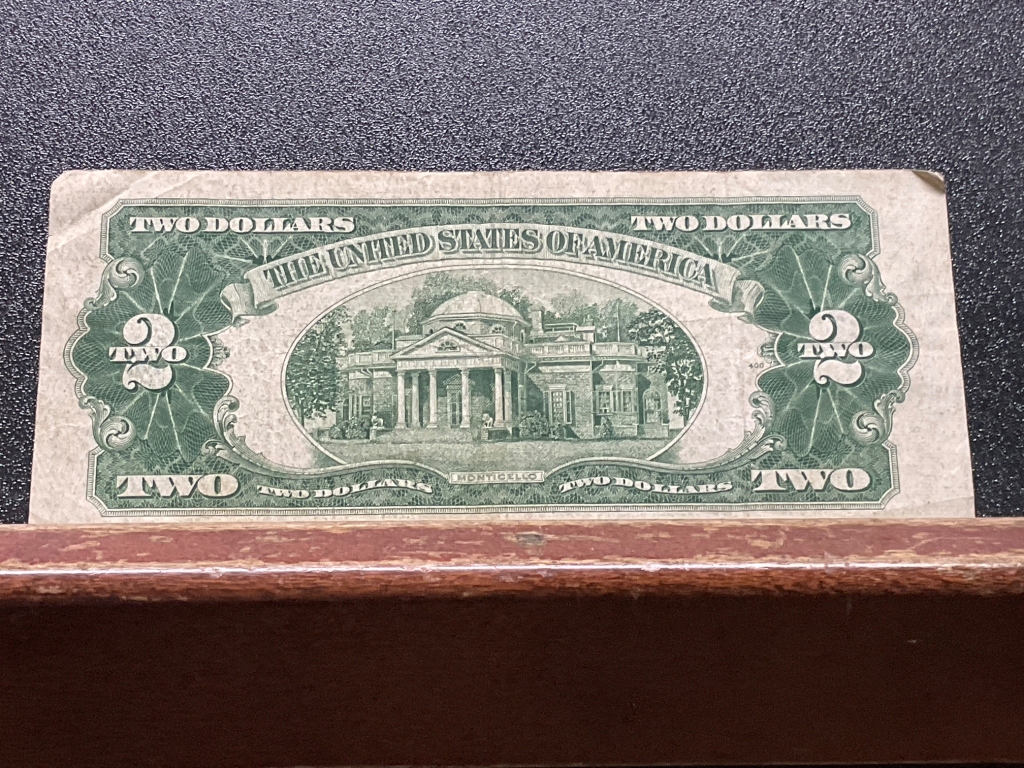 TWO DOLLARS TWO DOLLARS
THE UNITED STATES OF AMERICA
2 TWO 2 TWO
MONTICELLO
TWO TWO DOLLARS TWO DOLLARS TWO